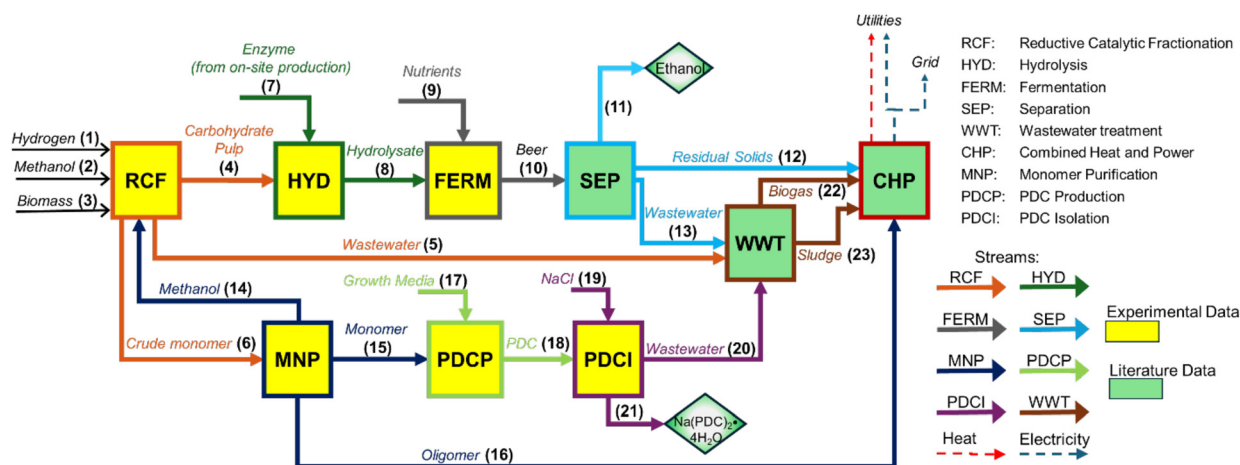 Enzyme
(from on-site production)
(7)
Nutrients
(9)
Ethanol
(11)
Utilities
Grid
Hydrogen (1)
Methanol (2)
Biomass (3)
RCF
Carbohydrate
Pulp
(4)
HYD
Hydrolysate
(8)
FERM
Beer
(10)
SEP
Residual Solids (12)
Biogas (22)
CHP
Wastewater
(13)
WWT
Sludge (23)
Wastewater (5)
Methanol (14)
Growth Media (17)
NaCl (19)
Crude monomer (6)
MNP
Monomer
(15)
PDCP
PDC (18)
PDCI
Wastewater (20)
(21)
Na(PDC)₂•
4H₂O
Oligomer (16)
RCF: Reductive Catalytic Fractionation
HYD: Hydrolysis
FERM: Fermentation
SEP: Separation
WWT: Wastewater treatment
CHP: Combined Heat and Power
MNP: Monomer Purification
PDCP: PDC Production
PDCI: PDC Isolation
Streams:
RCF HYD
FERM SEP
MNP PDCP
PDCI WWT
Heat Electricity
Experimental Data
Literature Data